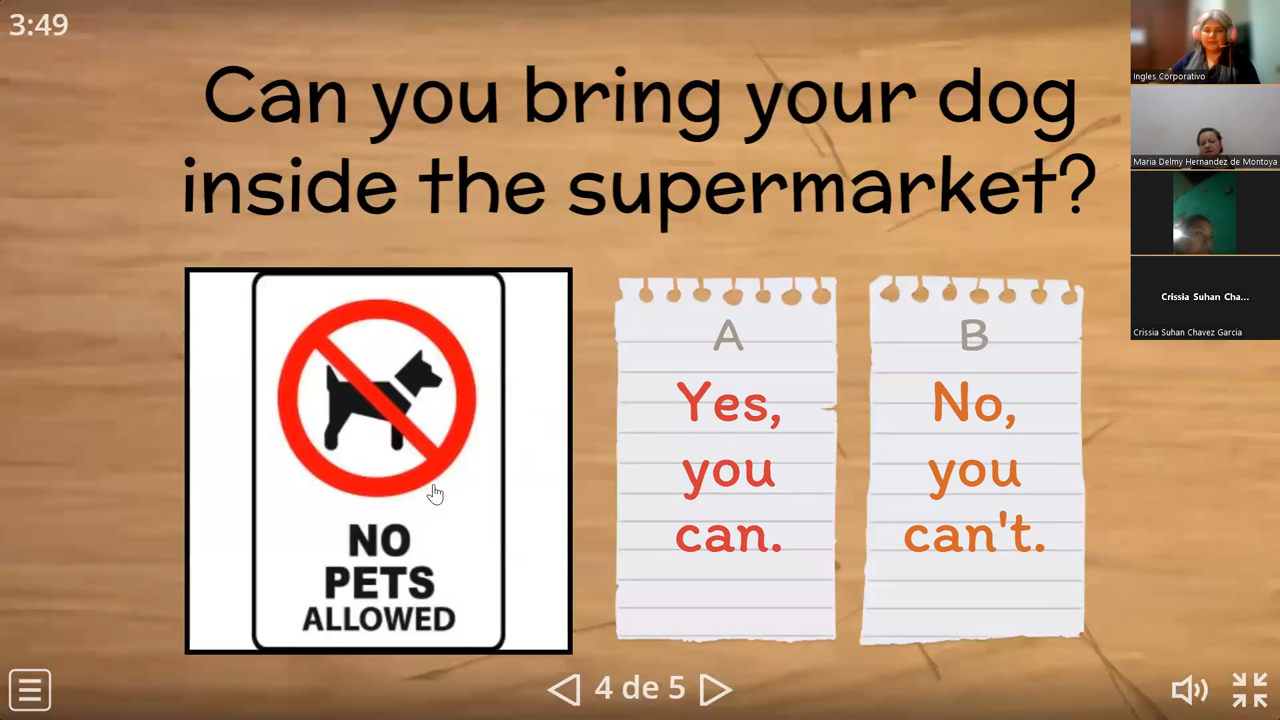 3:49
Can you bring your dog
inside the supermarket?
NO
PETS
ALLOWED
A
Yes,
you
can.
B
No,
you
can't.
4 de 5
Ingles Corporativo
Maria Delmy Hernandez de Montoya
Crissia Suhan Cha...
Crissia Suhan Chavez Garcia